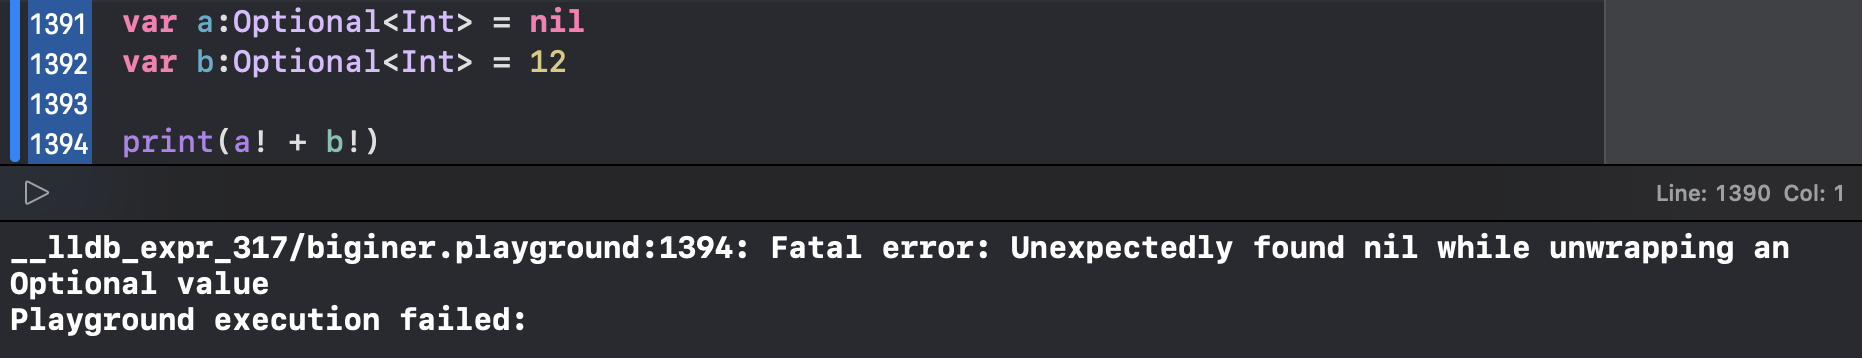 1391 var a:Optional<Int> = nil
1392 var b:Optional<Int> = 12
1393
1394 print(a! + b!)
Line: 1390 Col: 1
__lldb_expr_317/biginer.playground:1394: Fatal error: Unexpectedly found nil while unwrapping an
Optional value
Playground execution failed: